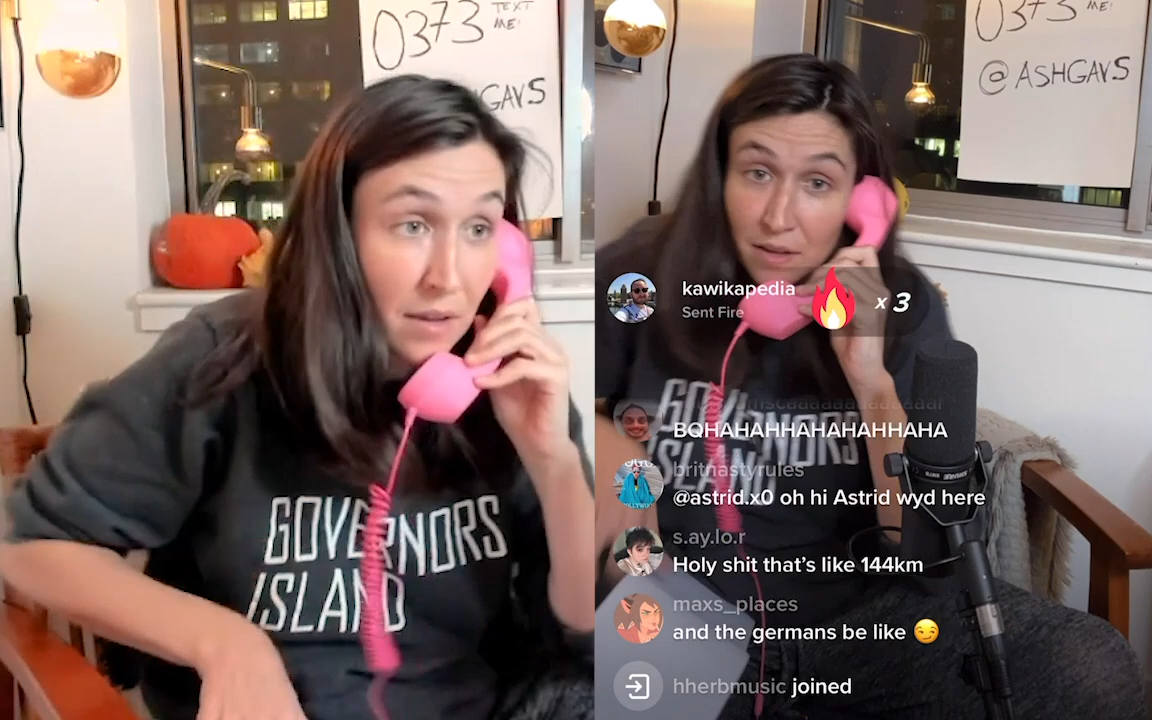 0373 TEXT
ME!
GAVS
GOVERNORS
ISLAND
0373 ME!
@ASHGAVS
kawikapedia
Sent Fire
x 3
GOVERNORS
ISLAND
BQHAHAHHAHAHAHHAHA
britnastyrules
@astrid.x0 oh hi Astrid wyd here
s.ay.lo.r
Holy shit that's like 144km
maxs_places
and the germans be like 😏
hherbmusic joined